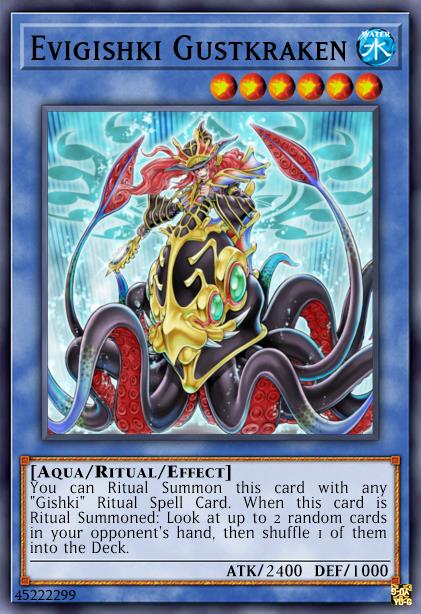 Evigishki Gustkraken
WATER
水
[Aqua/Ritual/Effect]
You can Ritual Summon this card with any
"Gishki" Ritual Spell Card. When this card is
Ritual Summoned: Look at up to 2 random cards
in your opponent's hand, then shuffle 1 of them
into the Deck.
ATK/2400 DEF/1000
45222299